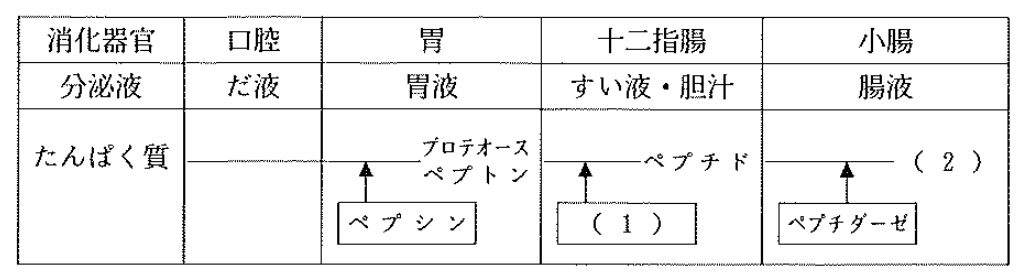 消化器官 口腔 胃 十二指腸 小腸
分泌液 だ液 胃液 すい液・胆汁 腸液
たんぱく質 プロテオース ペプトン ペプチド (2)
ペプシン (1) ペプチダーゼ